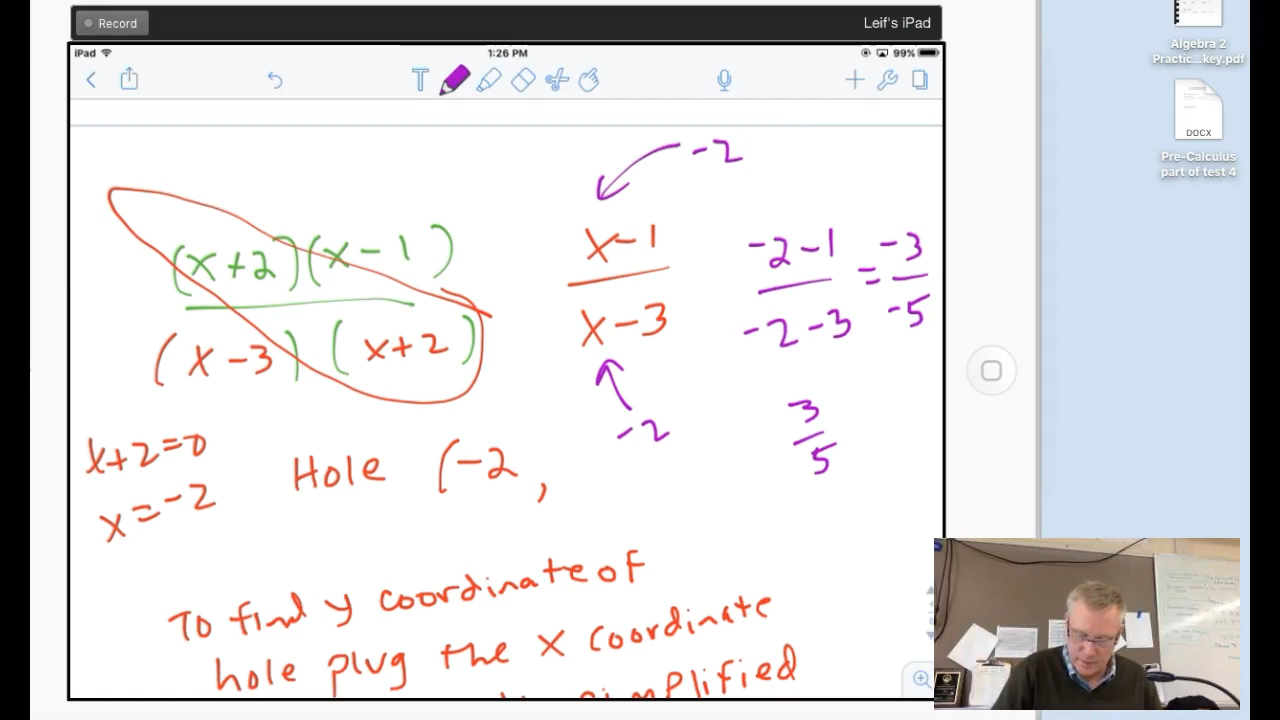 Record
Leif's iPad
iPad
1:26 PM
99%
T
Algebra 2
Practic...key.pdf
DOCX
Pre-Calculus
part of test 4
-2
(x+2)(x-1)
(x-3)(x+2)
x-1
x-3
-2
-2-1
-2-3
=
-3
-5
3
5
x+2=0
x=-2
Hole (-2,
To find y coordinate of
hole plug the x coordinate
simplified